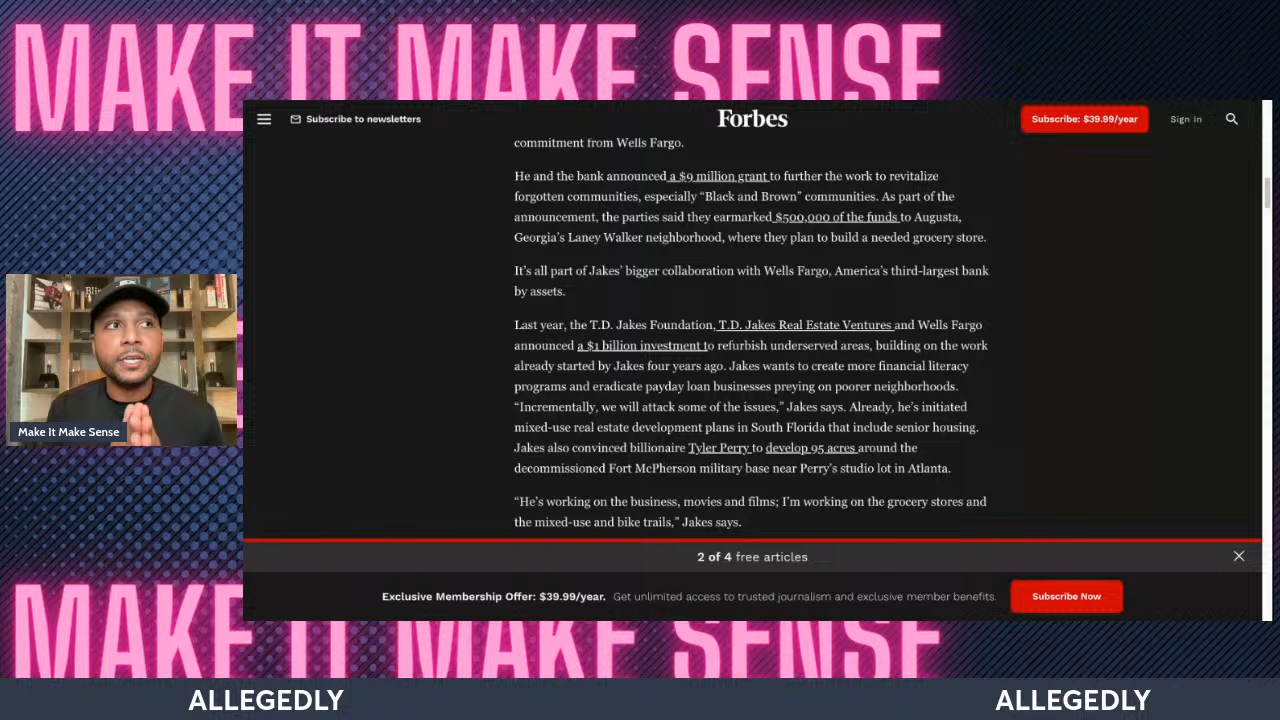 MAKE IT MAKE SENSE
Subscribe to newsletters
Forbes
Subscribe: $39.99/year
Sign In
commitment from Wells Fargo.
He and the bank announced a $9 million grant to further the work to revitalize
forgotten communities, especially “Black and Brown” communities. As part of the
announcement, the parties said they earmarked $500,000 of the funds to Augusta,
Georgia’s Laney Walker neighborhood, where they plan to build a needed grocery store.
It’s all part of Jakes’ bigger collaboration with Wells Fargo, America’s third-largest bank
by assets.
Last year, the T.D. Jakes Foundation, T.D. Jakes Real Estate Ventures and Wells Fargo
announced a $1 billion investment to refurbish underserved areas, building on the work
already started by Jakes four years ago. Jakes wants to create more financial literacy
programs and eradicate payday loan businesses preying on poorer neighborhoods.
“Incrementally, we will attack some of the issues,” Jakes says. Already, he’s initiated
mixed-use real estate development plans in South Florida that include senior housing.
Jakes also convinced billionaire Tyler Perry to develop 95 acres around the
decommissioned Fort McPherson military base near Perry’s studio lot in Atlanta.
“He’s working on the business, movies and films; I’m working on the grocery stores and
the mixed-use and bike trails,” Jakes says.
Make It Make Sense
2 of 4 free articles
Exclusive Membership Offer: $39.99/year. Get unlimited access to trusted journalism and exclusive member benefits.
Subscribe Now
MAKE IT MAKE SENSE
ALLEGEDLY
ALLEGEDLY